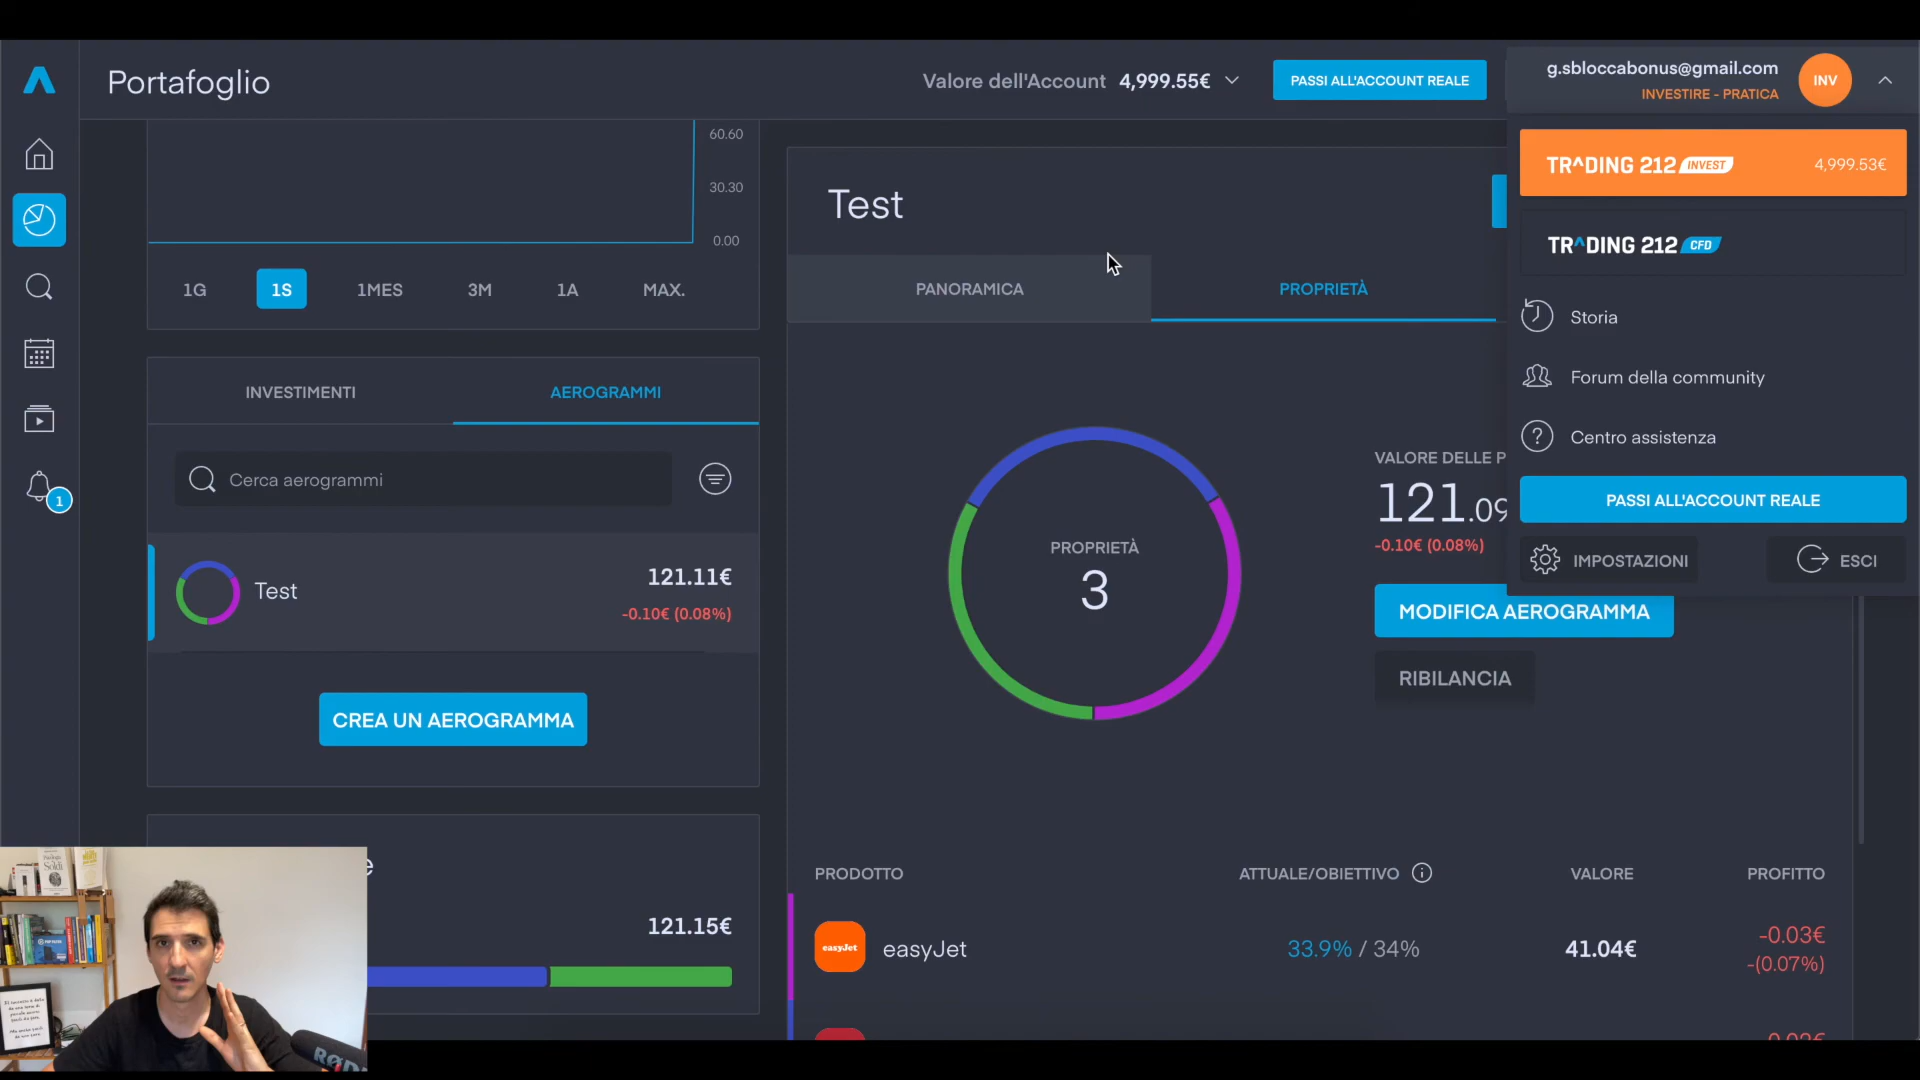 Portafoglio
Valore dell'Account 4,999.55€
PASSI ALL'ACCOUNT REALE
g.sbloccabonus@gmail.com
INVESTIRE - PRATICA
INV
60.60
30.30
0.00
1G
1S
1MES
3M
1A
MAX.
INVESTIMENTI
AEROGRAMMI
Cerca aerogrammi
Test
121.11€
-0.10€ (0.08%)
CREA UN AEROGRAMMA
121.15€
1
Test
PANORAMICA
PROPRIETÀ
PROPRIETÀ
3
VALORE DELLE P
121.09
-0.10€ (0.08%)
MODIFICA AEROGRAMMA
RIBILANCIA
TRADING 212 INVEST
4,999.53€
TRADING 212 CFD
Storia
Forum della community
Centro assistenza
PASSI ALL'ACCOUNT REALE
IMPOSTAZIONI
ESCI
PRODOTTO
ATTUALE/OBIETTIVO
VALORE
PROFITTO
easyJet
easyJet
33.9% / 34%
41.04€
-0.03€
-(0.07%)
RØD